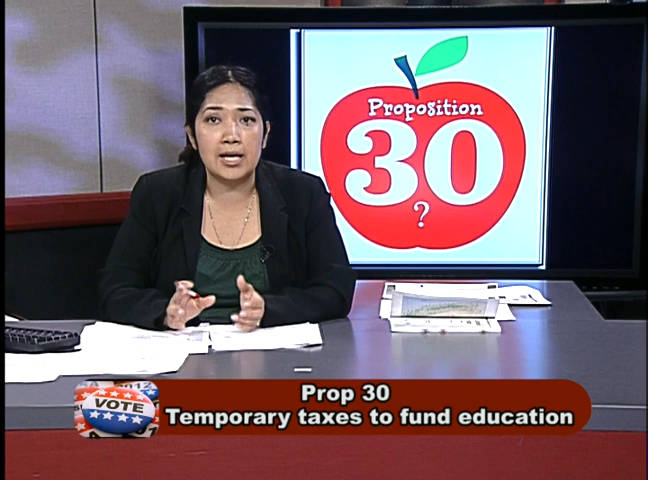 Proposition
30
?
VOTE
Prop 30
Temporary taxes to fund education